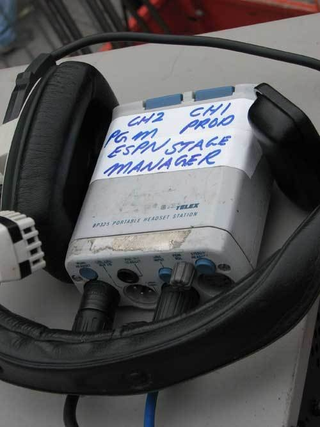 CH2 CH1
PGM PROD
ESPN STAGE
MANAGER
TELEX
BP325 PORTABLE HEADSET STATION